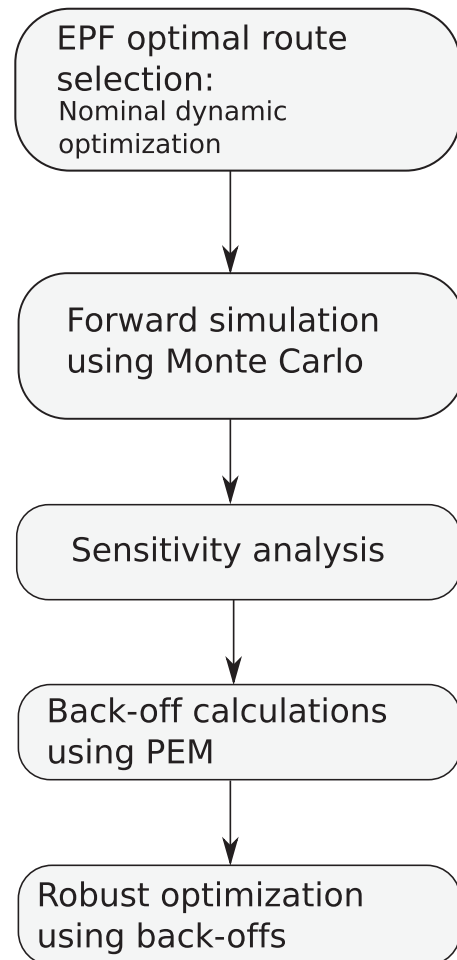 EPF optimal route
selection:
Nominal dynamic
optimization
Forward simulation
using Monte Carlo
Sensitivity analysis
Back-off calculations
using PEM
Robust optimization
using back-offs